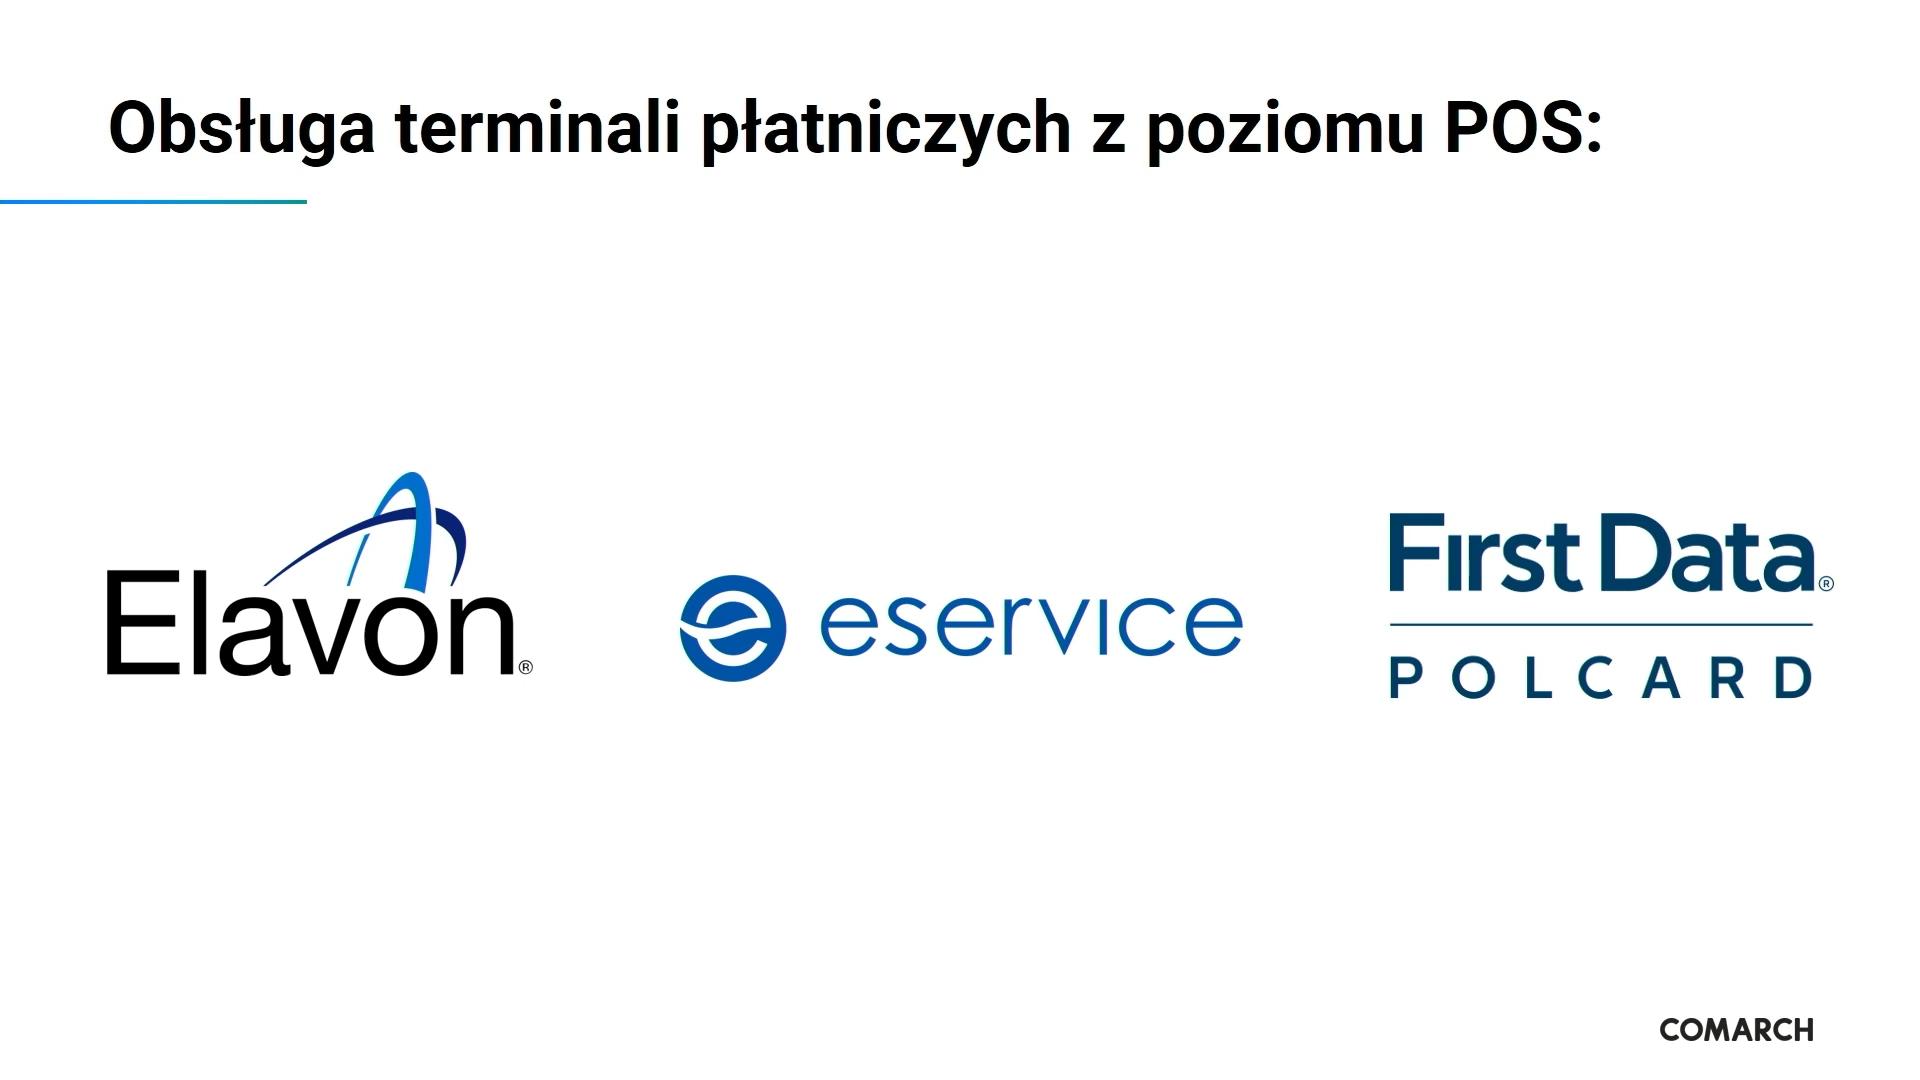 Obsługa terminali płatniczych z poziomu POS:
Elavon®
eservice
First Data®
POLCARD
COMARCH